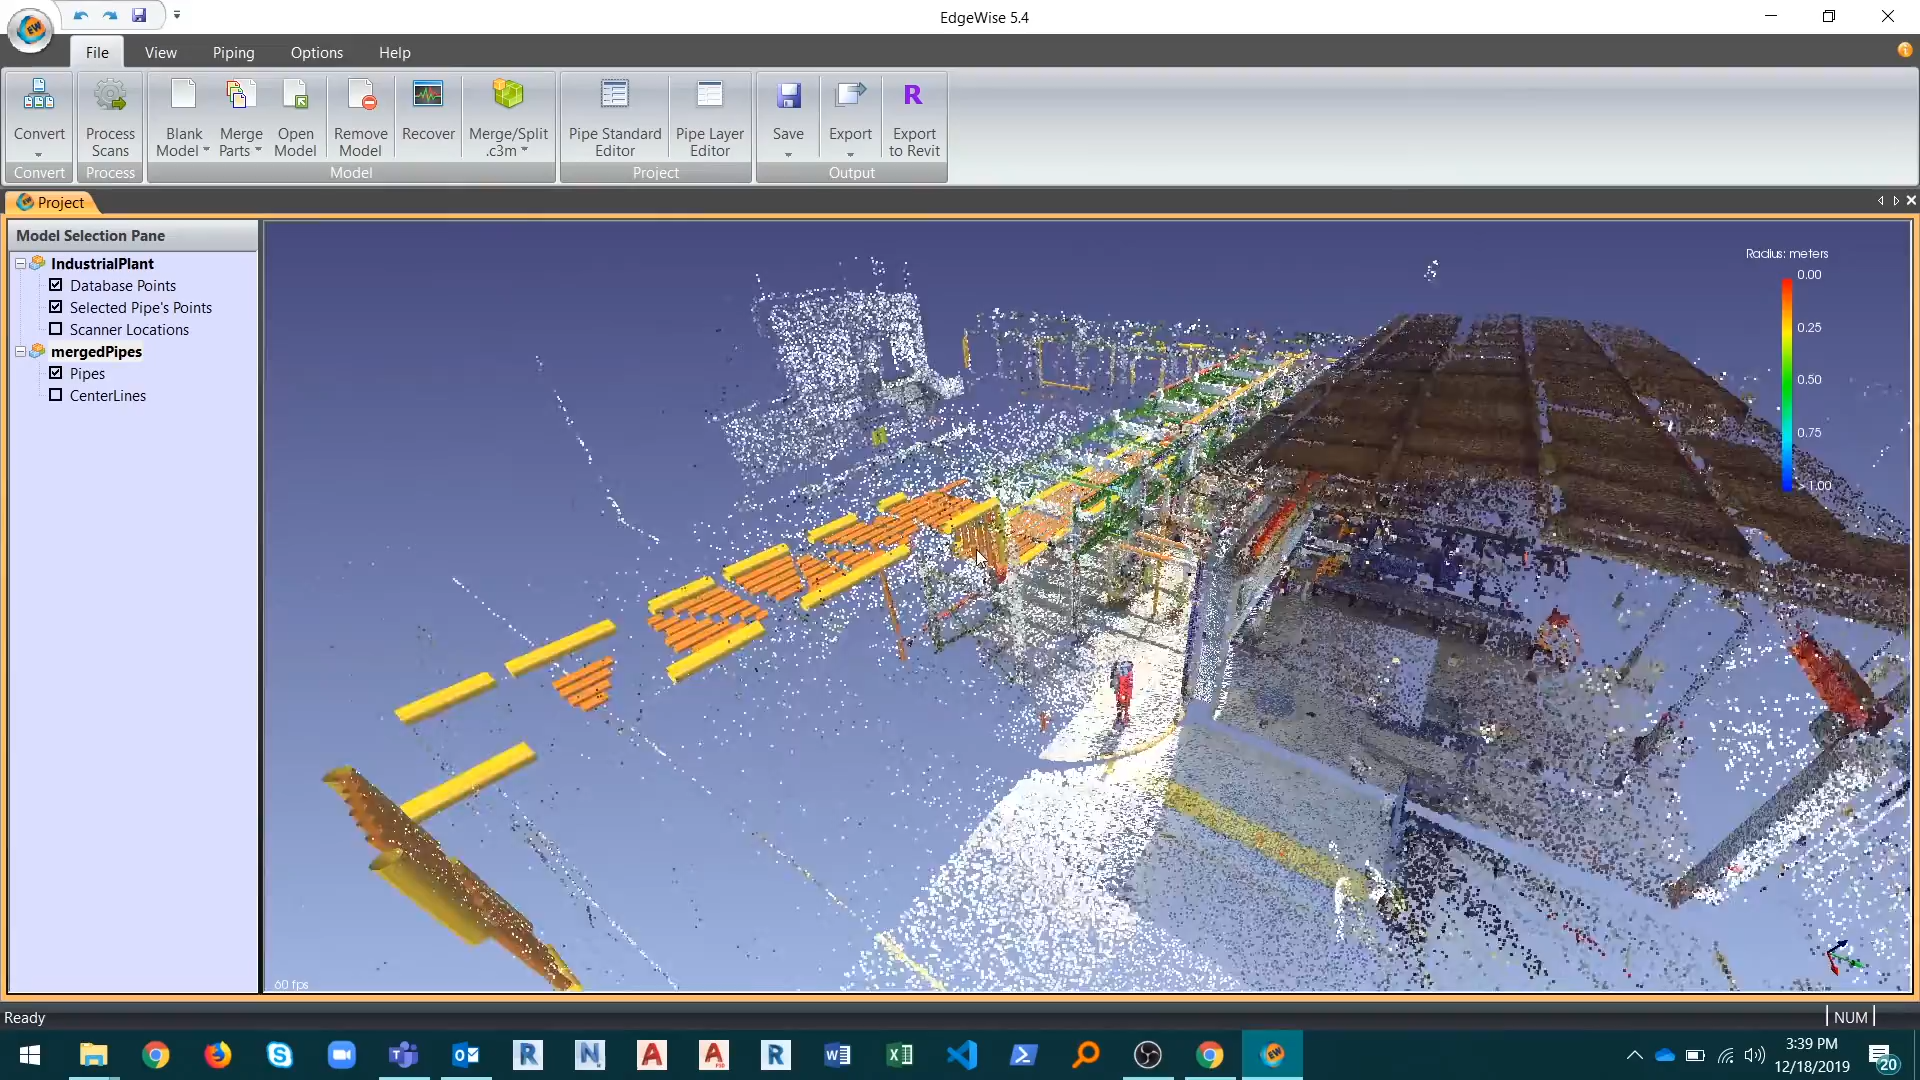 EdgeWise 5.4
EW
File View Piping Options Help
Convert
Process
Scans
Blank
Model
Merge
Parts
Open
Model
Remove
Model
Recover
Merge/Split
.c3m
Pipe Standard
Editor
Pipe Layer
Editor
Save
Export
R
Export
to Revit
Convert
Process
Model
Project
Output
Project
Model Selection Pane
IndustrialPlant
Database Points
Selected Pipe's Points
Scanner Locations
mergedPipes
Pipes
CenterLines
Radius: meters
0.00
0.25
0.50
0.75
> 1.00
60 fps
Ready
NUM
3:39 PM
12/18/2019
20